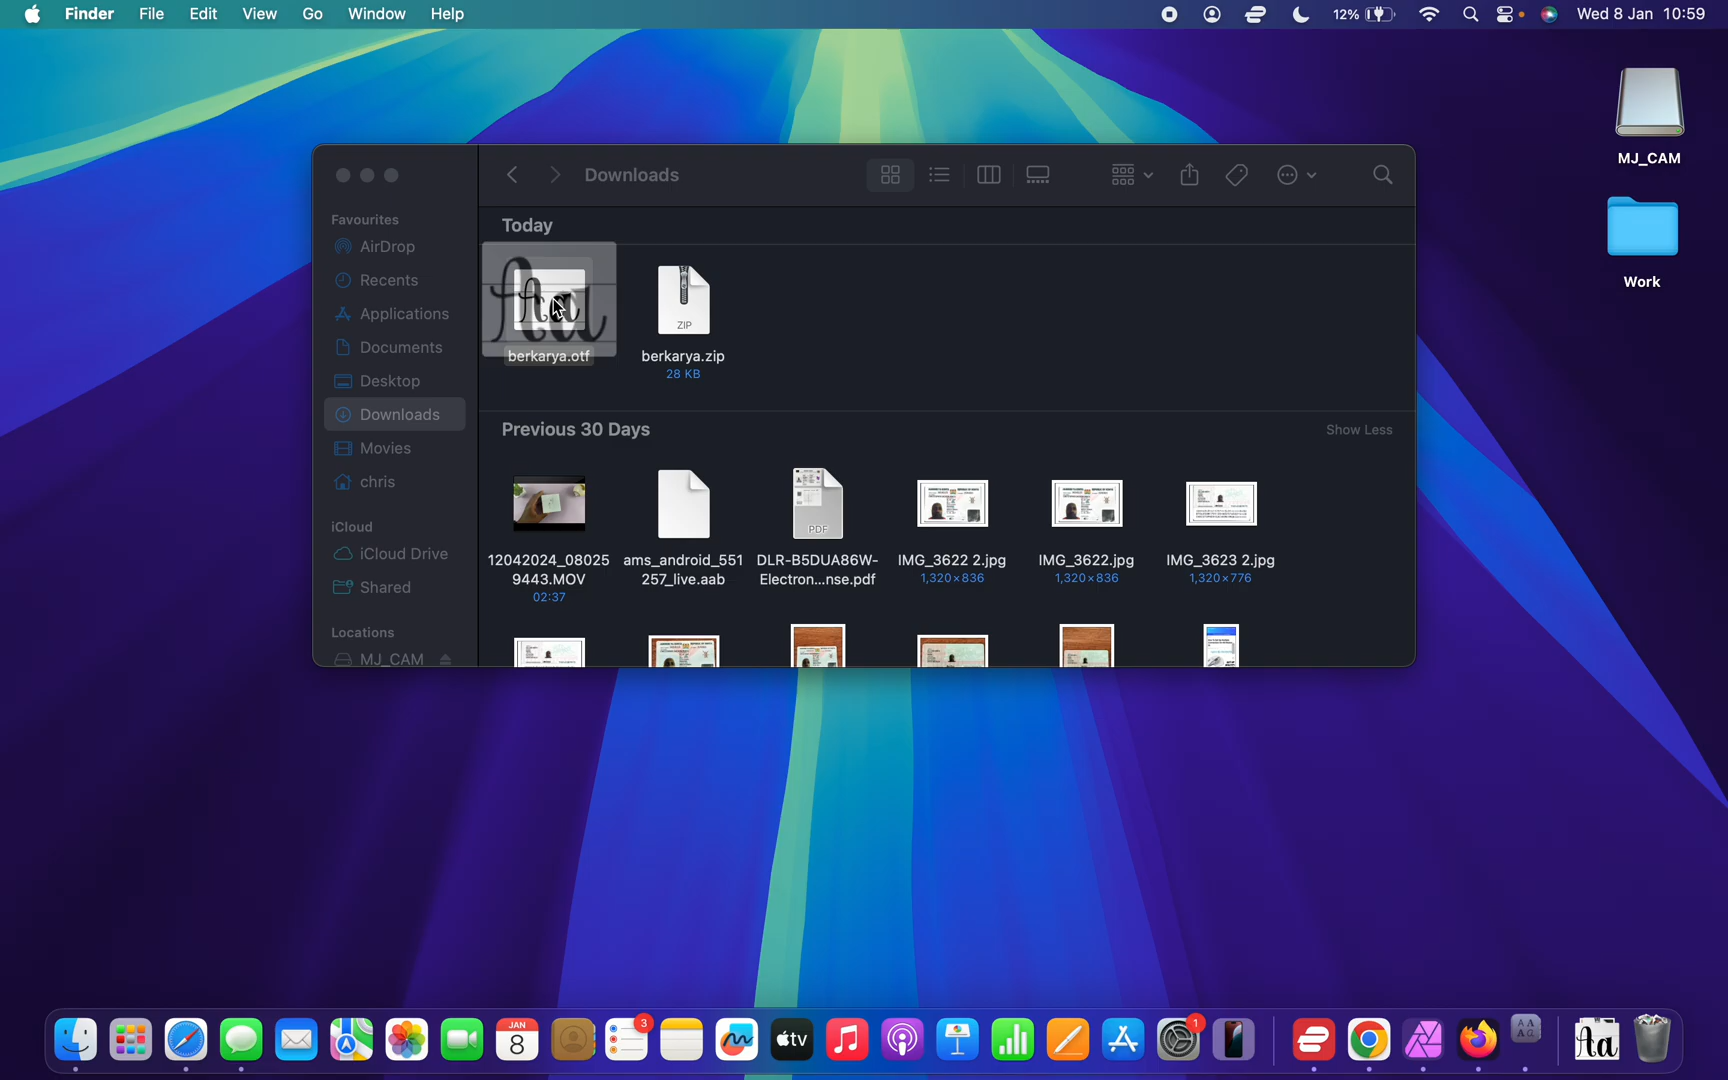 Finder File Edit View Go Window Help 12% Wed 8 Jan 10:59
MJ_CAM
Work
Downloads
Favourites
AirDrop
Recents
Applications
Documents
Desktop
Downloads
Movies
chris
iCloud
iCloud Drive
Shared
Locations
MJ_CAM
Today
Aa
ZIP
berkarya.otf berkarya.zip
28 KB
Previous 30 Days Show Less
PDF
12042024_08025 ams_android_551 DLR-B5DUA86W- IMG_3622 2.jpg IMG_3622.jpg IMG_3623 2.jpg
9443.MOV 257_live.aab Electron...nse.pdf 1,320×836 1,320×836 1,320×776
02:37
JAN
8
3
tv
1
Aa